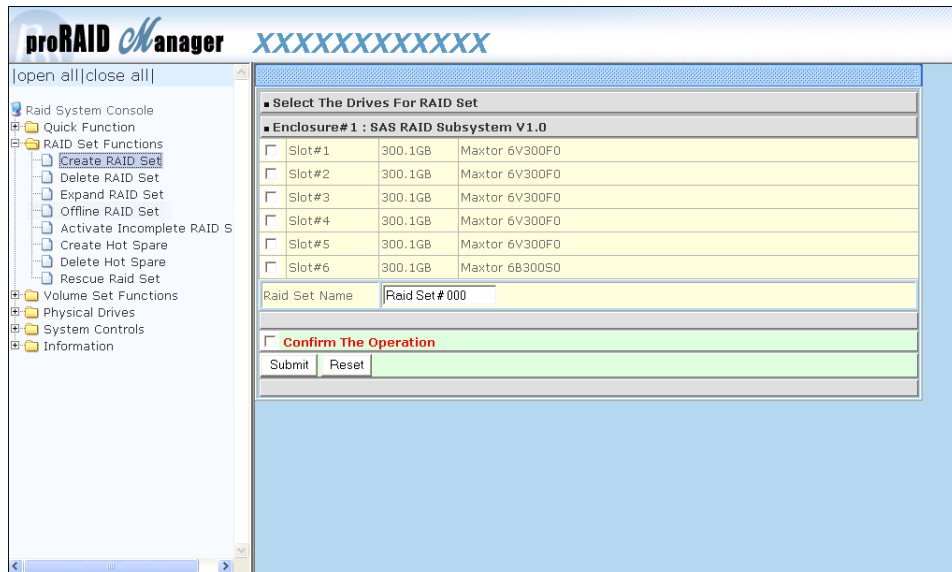 proRAID Manager
XXXXXXXXXXXX
|open all|close all|
Raid System Console
Quick Function
RAID Set Functions
Create RAID Set
Delete RAID Set
Expand RAID Set
Offline RAID Set
Activate Incomplete RAID S
Create Hot Spare
Delete Hot Spare
Rescue Raid Set
Volume Set Functions
Physical Drives
System Controls
Information
Select The Drives For RAID Set
Enclosure#1 : SAS RAID Subsystem V1.0
Slot#1 300.1GB Maxtor 6V300F0
Slot#2 300.1GB Maxtor 6V300F0
Slot#3 300.1GB Maxtor 6V300F0
Slot#4 300.1GB Maxtor 6V300F0
Slot#5 300.1GB Maxtor 6V300F0
Slot#6 300.1GB Maxtor 6B300S0
Raid Set Name Raid Set # 000
Confirm The Operation
Submit Reset